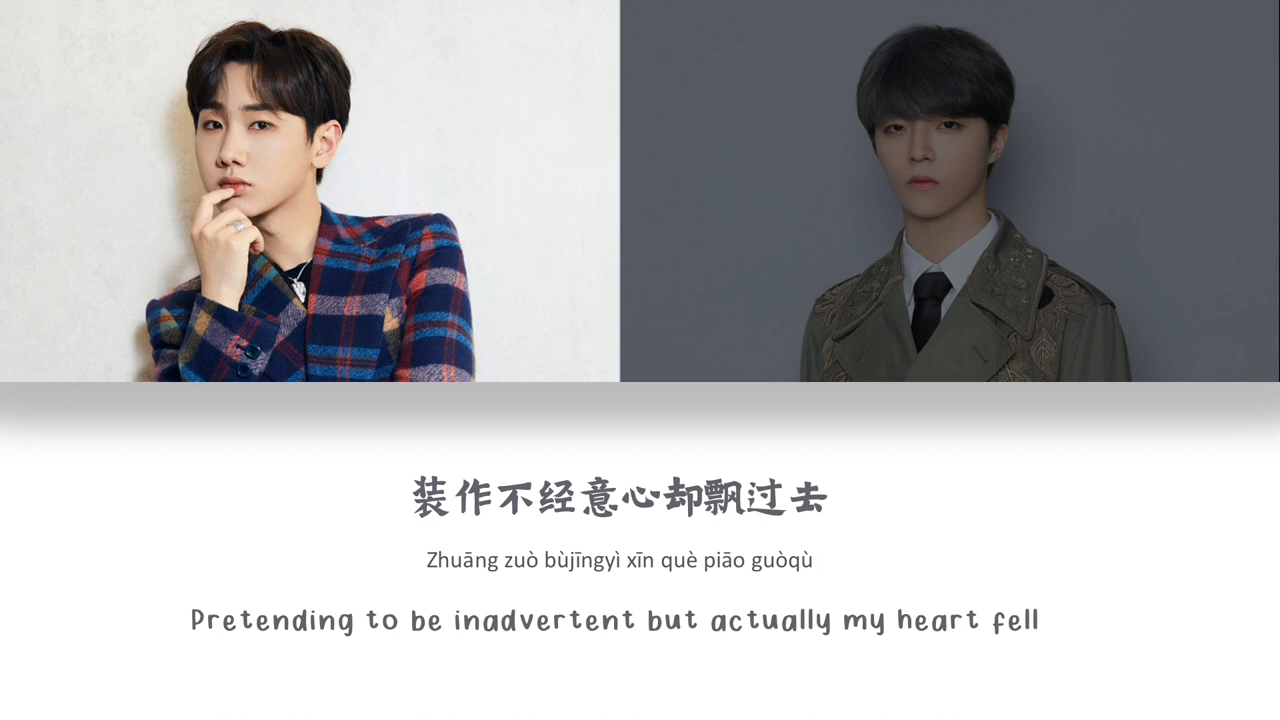 装作不经意心却飘过去
Zhuāng zuò bùjīngyì xīn què piāo guòqù
Pretending to be inadvertent but actually my heart fell